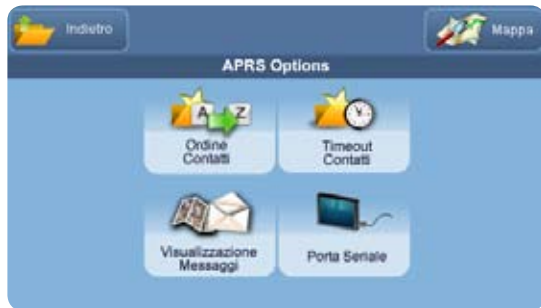 Indietro
Mappa
APRS Options
A Z
Ordine
Contatti
Timeout
Contatti
Visualizzazione
Messaggi
Porta Seriale